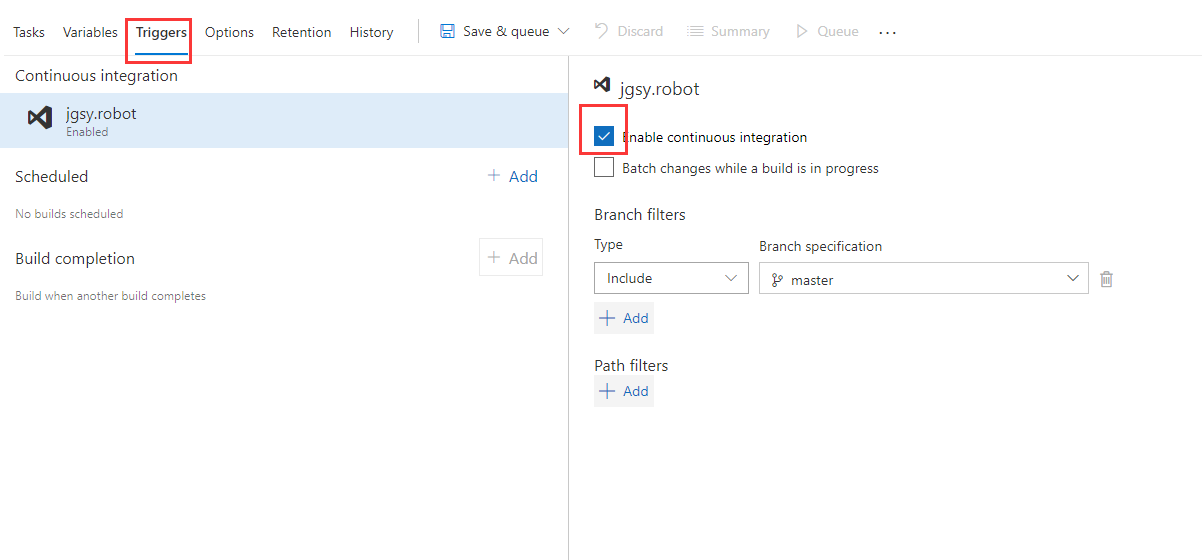 Tasks Variables Triggers Options Retention History Save & queue Discard Summary Queue ...
Continuous integration
jgsy.robot
Enabled
Scheduled + Add
No builds scheduled
Build completion + Add
Build when another build completes
jgsy.robot
Enable continuous integration
Batch changes while a build is in progress
Branch filters
Type Branch specification
Include master
+ Add
Path filters
+ Add